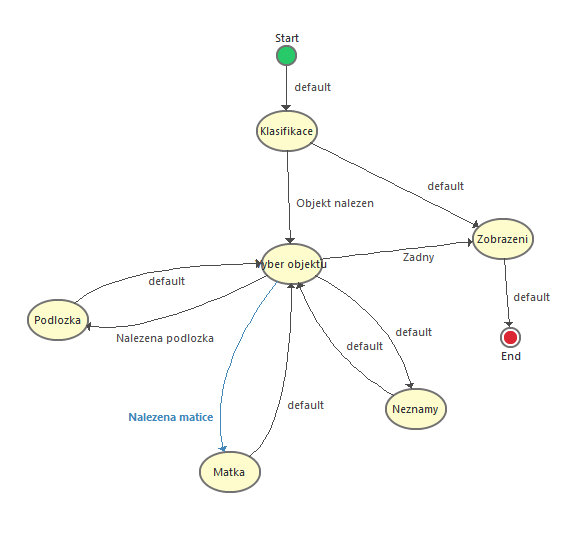 Start
default
Klasifikace
default
Objekt nalezen
Zobrazeni
Zadny
yber objektu
default
default
Podlozka
Nalezena podlozka
default
default
End
Nalezena matice
default
Neznamy
Matka